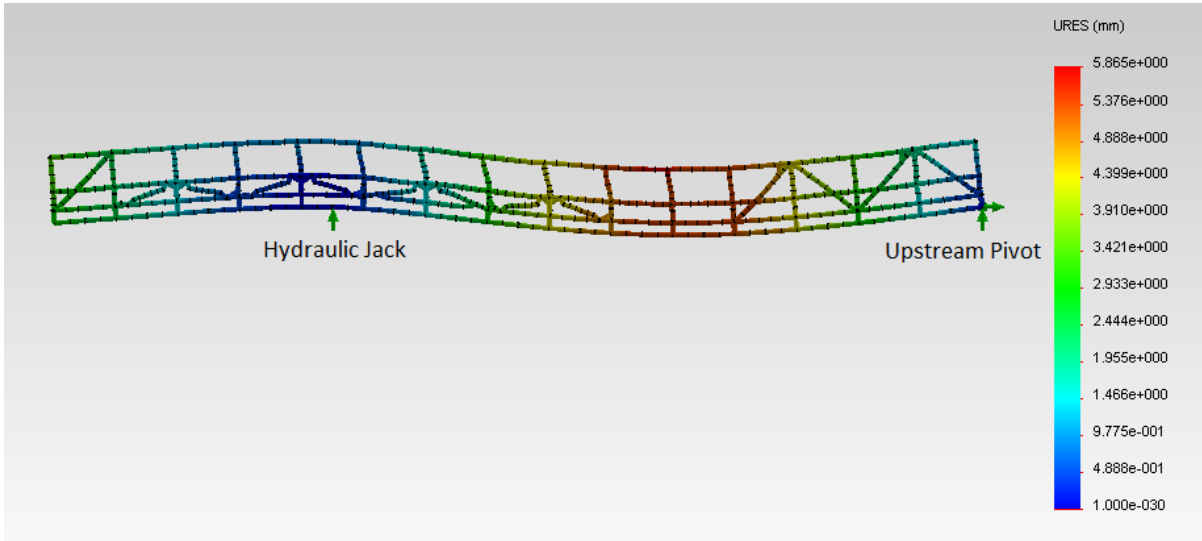 URES (mm)
5.865e+000
5.376e+000
4.888e+000
4.399e+000
3.910e+000
3.421e+000
2.933e+000
2.444e+000
1.955e+000
1.466e+000
9.775e-001
4.888e-001
1.000e-030
Hydraulic Jack
Upstream Pivot